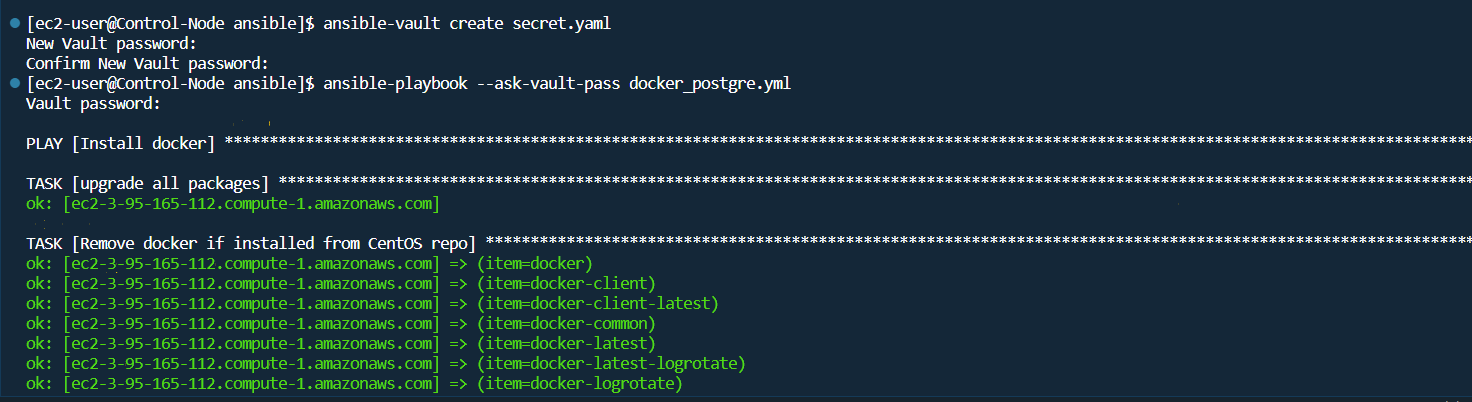 [ec2-user@Control-Node ansible]$ ansible-vault create secret.yaml
New Vault password:
Confirm New Vault password:
[ec2-user@Control-Node ansible]$ ansible-playbook --ask-vault-pass docker_postgre.yml
Vault password:
PLAY [Install docker] *******************************************************************************************************************************************
TASK [upgrade all packages] *************************************************************************************************************************************
ok: [ec2-3-95-165-112.compute-1.amazonaws.com]
TASK [Remove docker if installed from CentOS repo] **************************************************************************************************************
ok: [ec2-3-95-165-112.compute-1.amazonaws.com] => (item=docker)
ok: [ec2-3-95-165-112.compute-1.amazonaws.com] => (item=docker-client)
ok: [ec2-3-95-165-112.compute-1.amazonaws.com] => (item=docker-client-latest)
ok: [ec2-3-95-165-112.compute-1.amazonaws.com] => (item=docker-common)
ok: [ec2-3-95-165-112.compute-1.amazonaws.com] => (item=docker-latest)
ok: [ec2-3-95-165-112.compute-1.amazonaws.com] => (item=docker-latest-logrotate)
ok: [ec2-3-95-165-112.compute-1.amazonaws.com] => (item=docker-logrotate)